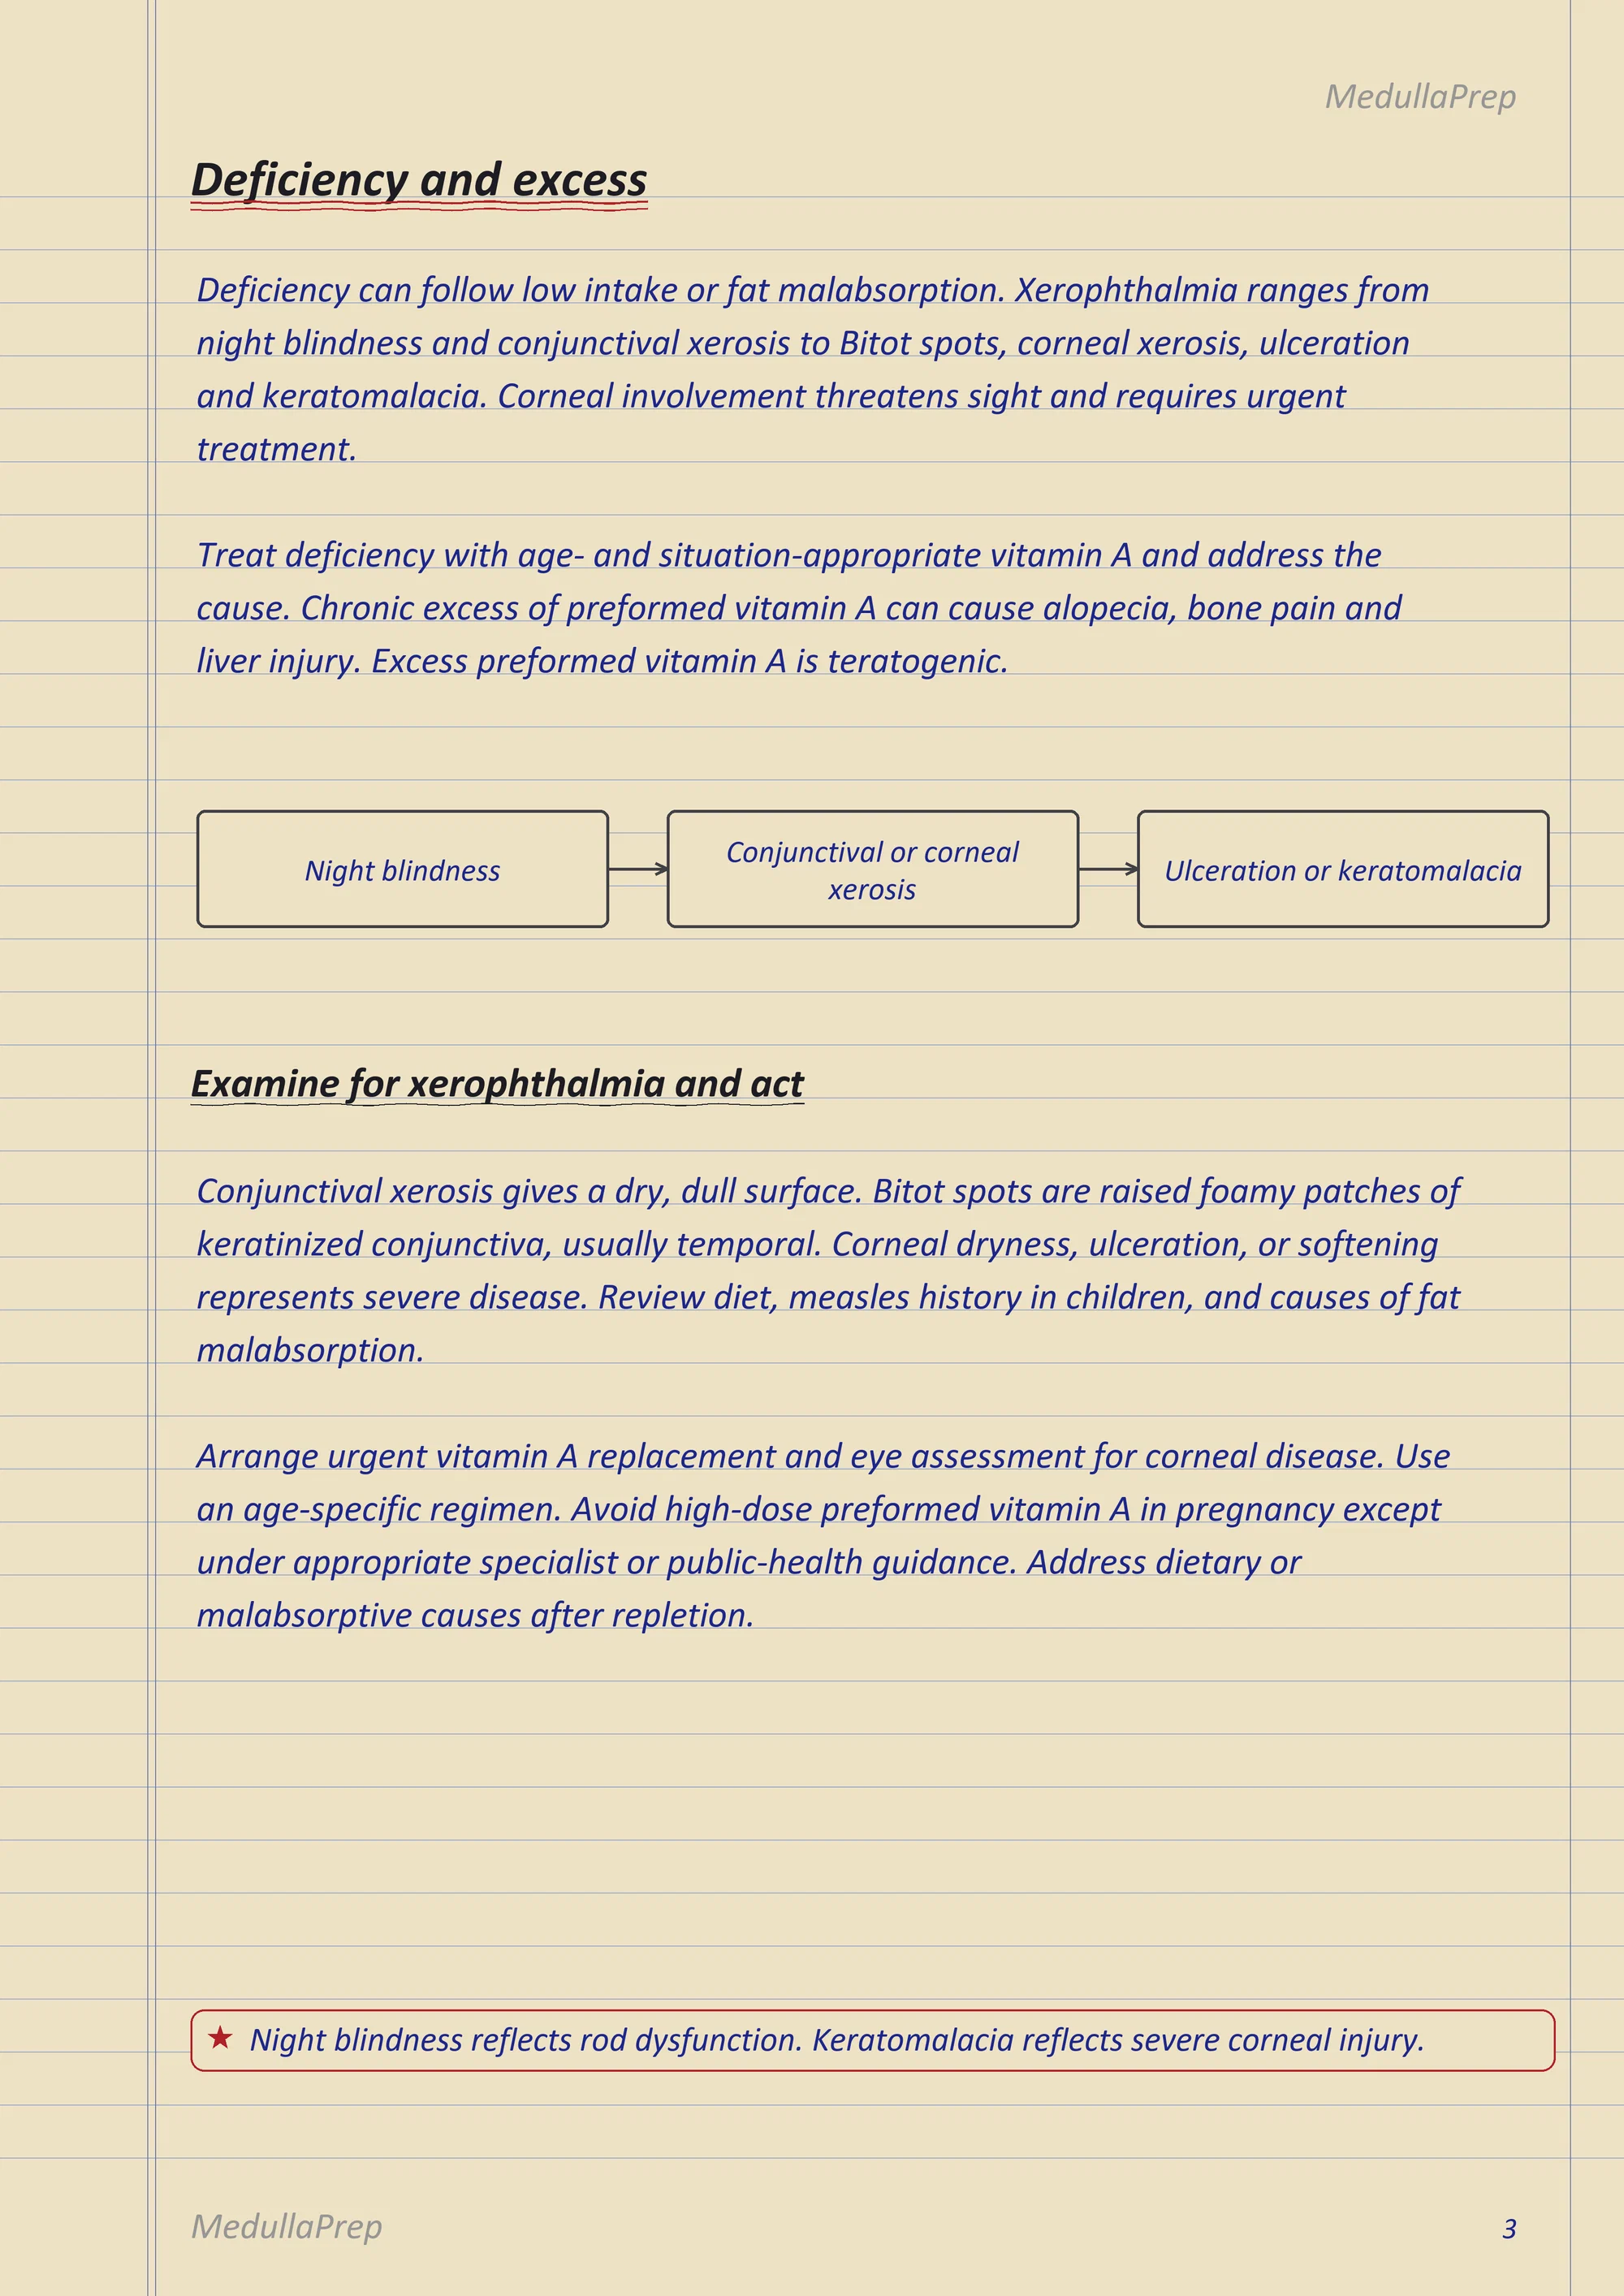 MedullaPrep
Deficiency and excess
Deficiency can follow low intake or fat malabsorption. Xerophthalmia ranges from
night blindness and conjunctival xerosis to Bitot spots, corneal xerosis, ulceration
and keratomalacia. Corneal involvement threatens sight and requires urgent
treatment.
Treat deficiency with age- and situation-appropriate vitamin A and address the
cause. Chronic excess of preformed vitamin A can cause alopecia, bone pain and
liver injury. Excess preformed vitamin A is teratogenic.
Night blindness
Conjunctival or corneal
xerosis
Ulceration or keratomalacia
Examine for xerophthalmia and act
Conjunctival xerosis gives a dry, dull surface. Bitot spots are raised foamy patches of
keratinized conjunctiva, usually temporal. Corneal dryness, ulceration, or softening
represents severe disease. Review diet, measles history in children, and causes of fat
malabsorption.
Arrange urgent vitamin A replacement and eye assessment for corneal disease. Use
an age-specific regimen. Avoid high-dose preformed vitamin A in pregnancy except
under appropriate specialist or public-health guidance. Address dietary or
malabsorptive causes after repletion.
★ Night blindness reflects rod dysfunction. Keratomalacia reflects severe corneal injury.
MedullaPrep
3